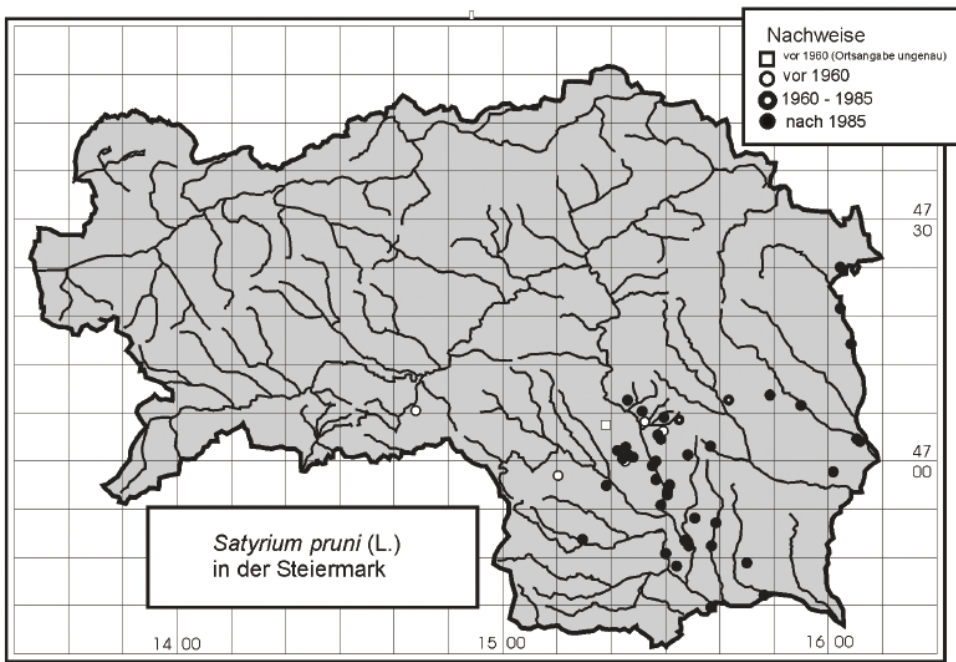 Nachweise
vor 1960 (Ortsangabe ungenau)
vor 1960
1960 - 1985
nach 1985
47
30
47
00
Satyrium pruni (L.)
in der Steiermark
14 00
15 00
16 00